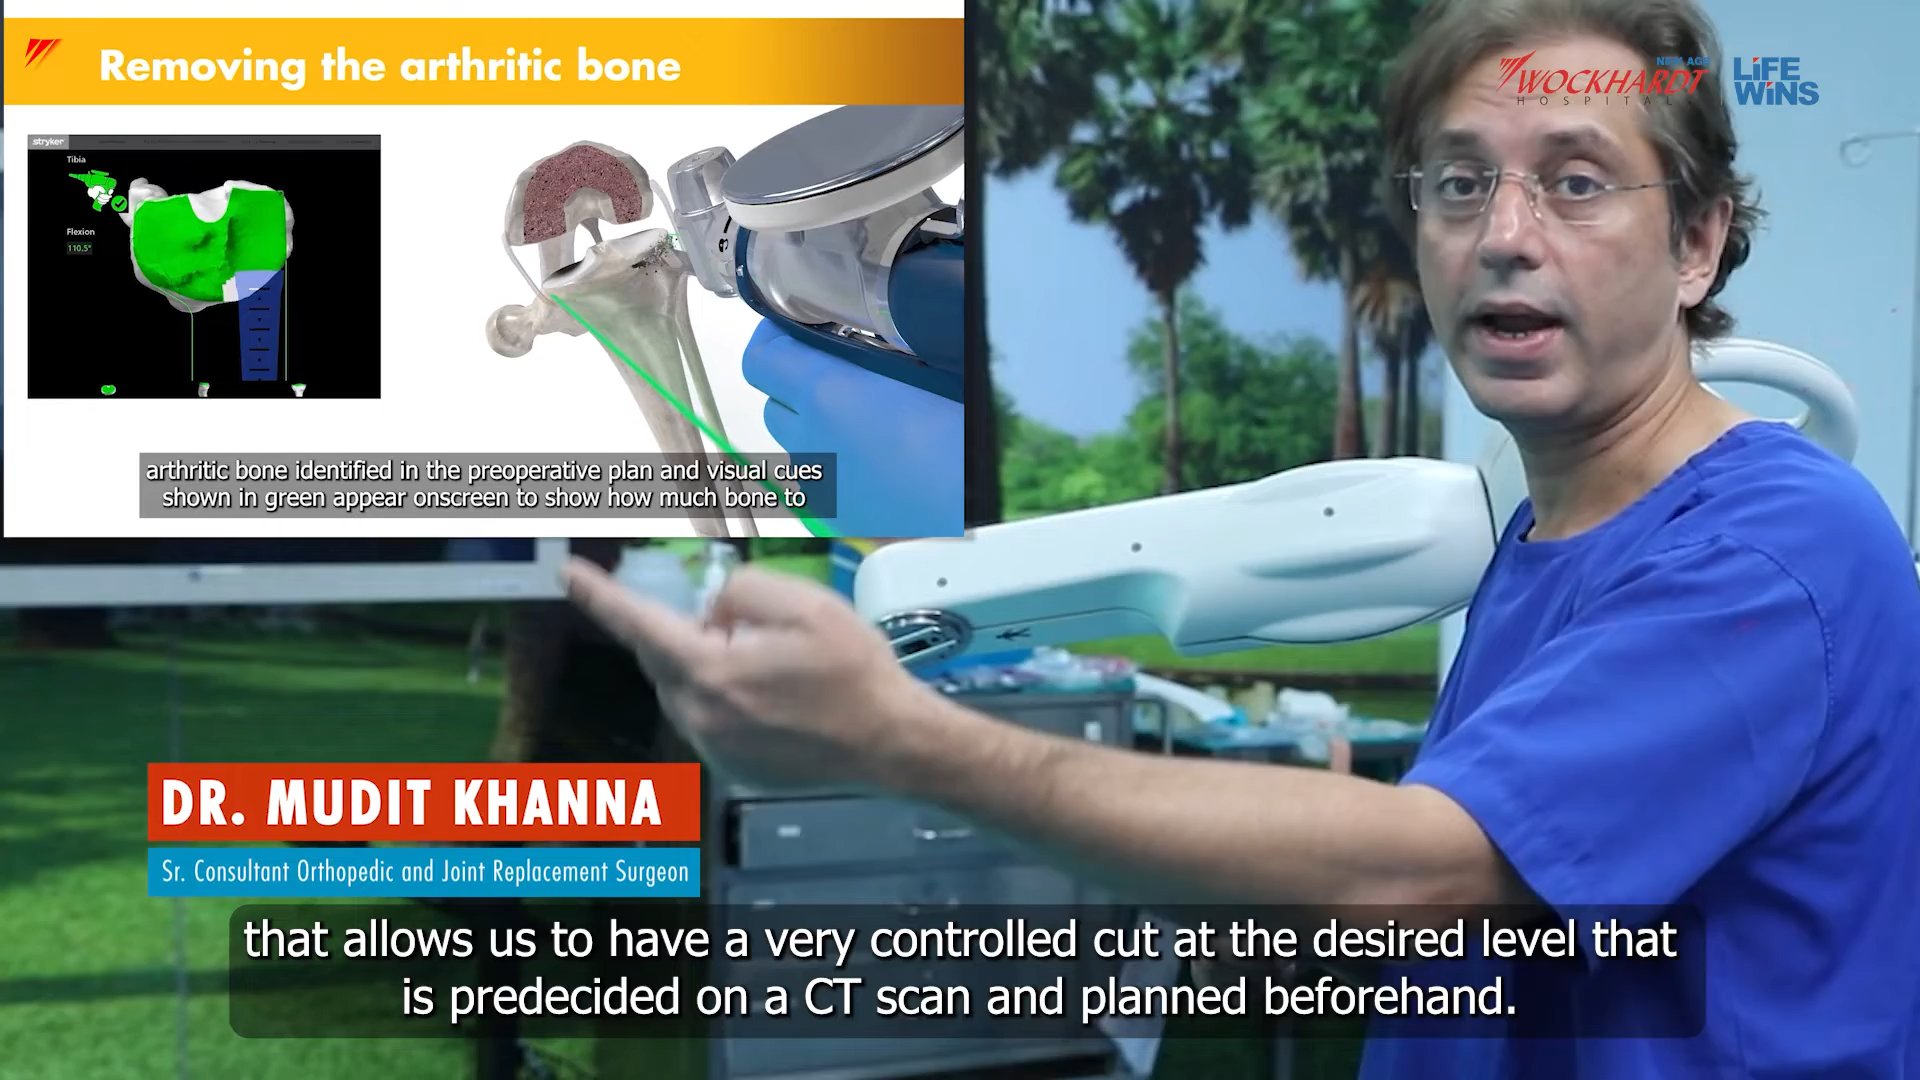 Removing the arthritic bone
stryker
Tibia
Flexion
110.5°
arthritic bone identified in the preoperative plan and visual cues
shown in green appear onscreen to show how much bone to
NEW AGE
WOCKHARDT
HOSPITALS
LiFE
WiNS
DR. MUDIT KHANNA
Sr. Consultant Orthopedic and Joint Replacement Surgeon
that allows us to have a very controlled cut at the desired level that
is predecided on a CT scan and planned beforehand.